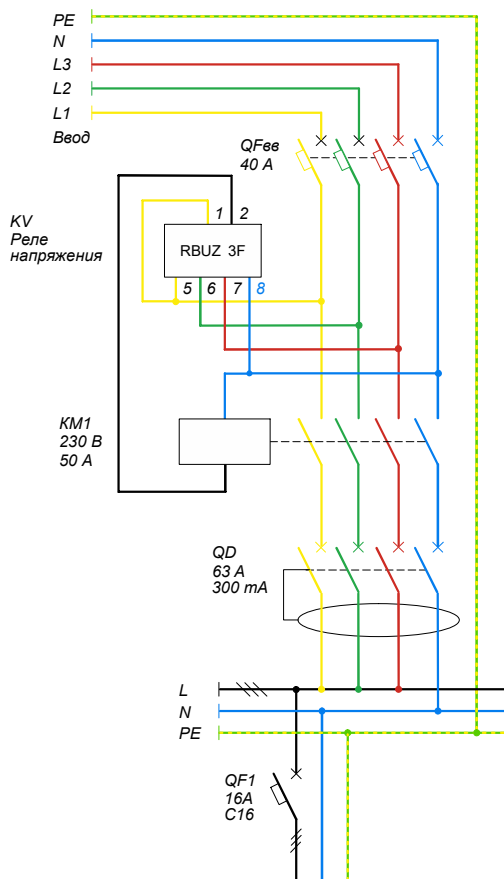 PE
N
L3
L2
L1
Ввод
QFвв
40 A
1 2
KV
Реле
напряжения
RBUZ 3F
5 6 7 8
КМ1
230 В
50 А
QD
63 A
300 mA
L
N
PE
QF1
16A
C16